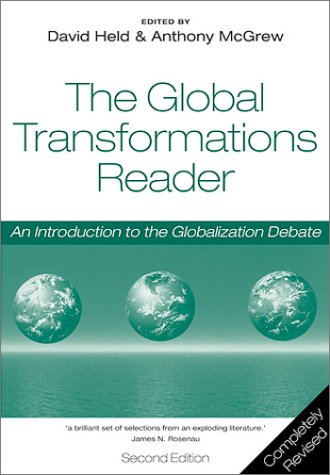 EDITED BY
David Held & Anthony McGrew
The Global
Transformations
Reader
An Introduction to the Globalization Debate
'a brilliant set of selections from an exploding literature.'
James N. Rosenau
Second Edition
Completely
Revised